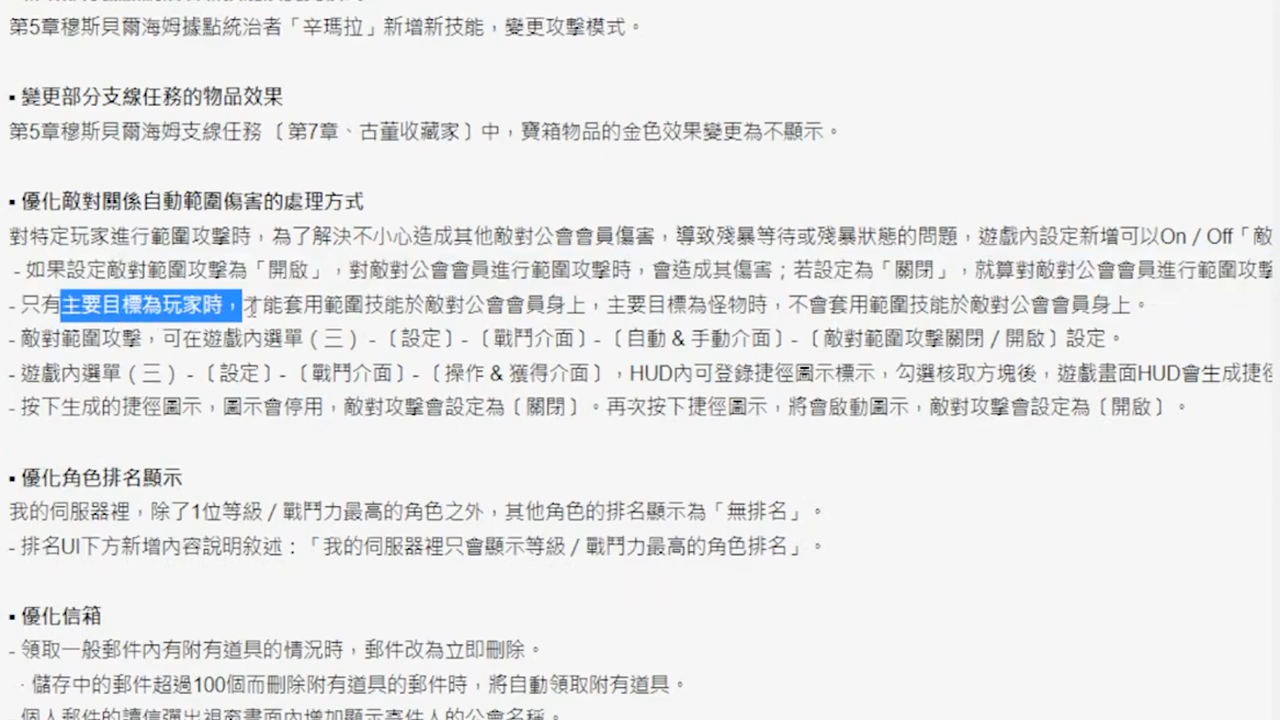 第5章穆斯貝爾海姆據點統治者「辛瑪拉」新增新技能，變更攻擊模式。
▪ 變更部分支線任務的物品效果
第5章穆斯貝爾海姆支線任務〔第7章、古董收藏家〕中，寶箱物品的金色效果變更為不顯示。
▪ 優化敵對關係自動範圍傷害的處理方式
對特定玩家進行範圍攻擊時，為了解決不小心造成其他敵對公會會員傷害，導致殘暴等待或殘暴狀態的問題，遊戲內設定新增可以On / Off「敵
- 如果設定敵對範圍攻擊為「開啟」，對敵對公會會員進行範圍攻擊時，會造成其傷害；若設定為「關閉」，就算對敵對公會會員進行範圍攻擊
- 只有主要目標為玩家時，才能套用範圍技能於敵對公會會員身上，主要目標為怪物時，不會套用範圍技能於敵對公會會員身上。
- 敵對範圍攻擊，可在遊戲內選單（三）-〔設定〕-〔戰鬥介面〕-〔自動 & 手動介面〕-〔敵對範圍攻擊關閉 / 開啟〕設定。
- 遊戲內選單（三）-〔設定〕-〔戰鬥介面〕-〔操作 & 獲得介面〕，HUD內可登錄捷徑圖示標示，勾選核取方塊後，遊戲畫面HUD會生成捷徑
- 按下生成的捷徑圖示，圖示會停用，敵對攻擊會設定為〔關閉〕。再次按下捷徑圖示，將會啟動圖示，敵對攻擊會設定為〔開啟〕。
▪ 優化角色排名顯示
我的伺服器裡，除了1位等級 / 戰鬥力最高的角色之外，其他角色的排名顯示為「無排名」。
- 排名UI下方新增內容說明敘述：「我的伺服器裡只會顯示等級 / 戰鬥力最高的角色排名」。
▪ 優化信箱
- 領取一般郵件內有附有道具的情況時，郵件改為立即刪除。
· 儲存中的郵件超過100個而刪除附有道具的郵件時，將自動領取附有道具。
個人郵件的讀信彈出視窗畫面內增加顯示寄件人的公會名稱。